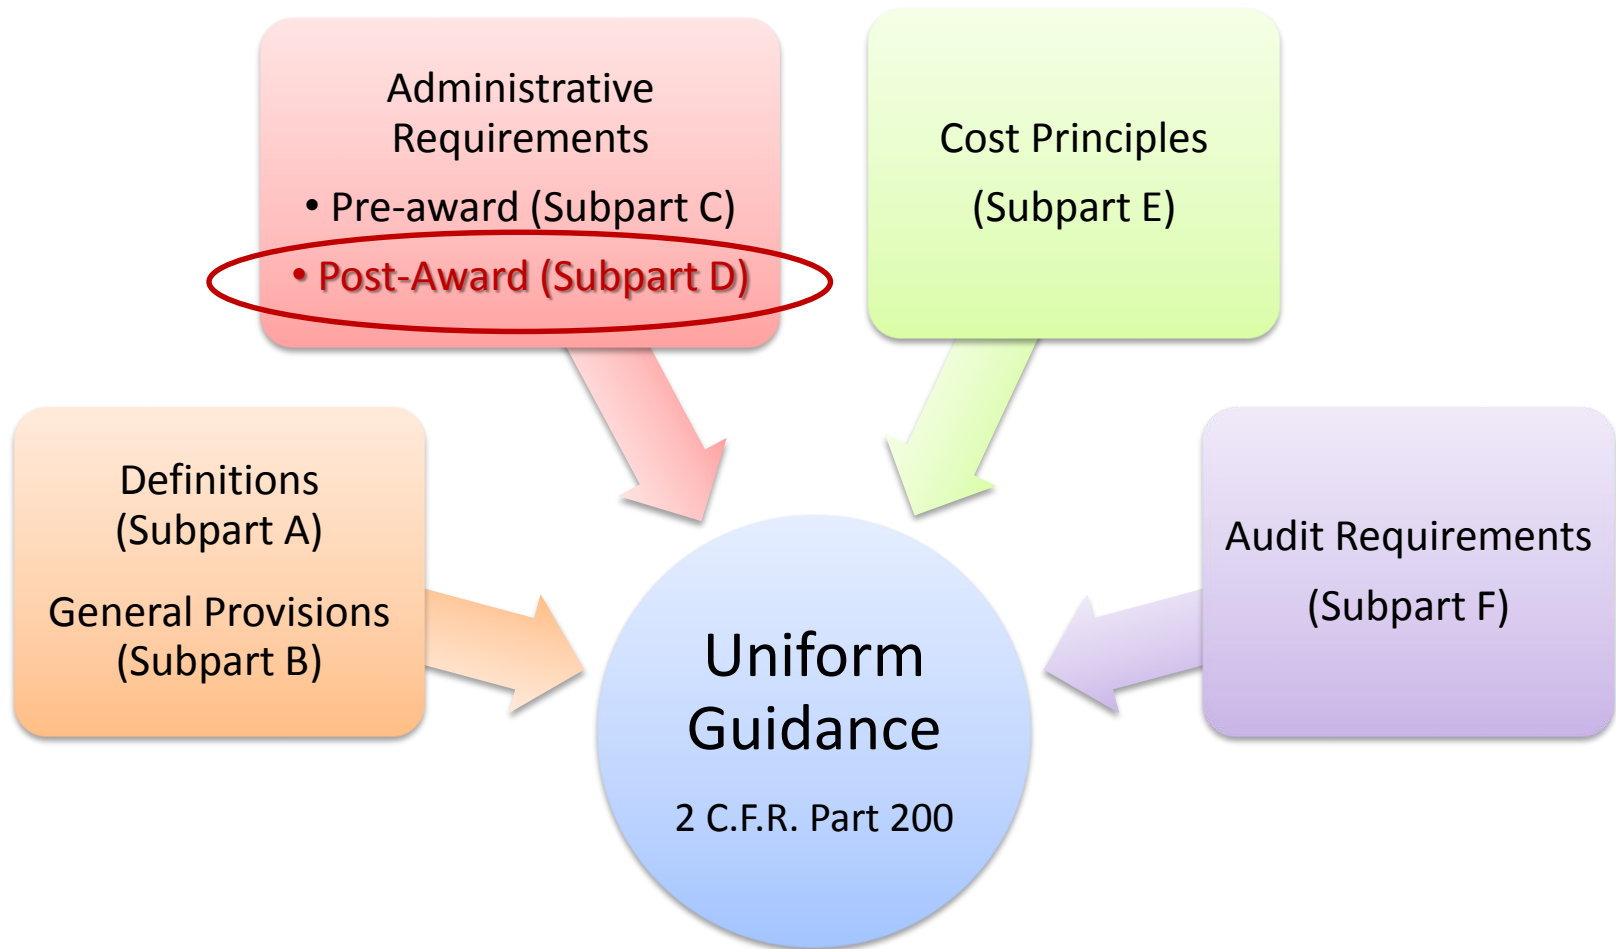 Administrative
Requirements
• Pre-award (Subpart C)
• Post-Award (Subpart D)
Cost Principles
(Subpart E)
Definitions
(Subpart A)
General Provisions
(Subpart B)
Audit Requirements
(Subpart F)
Uniform
Guidance
2 C.F.R. Part 200